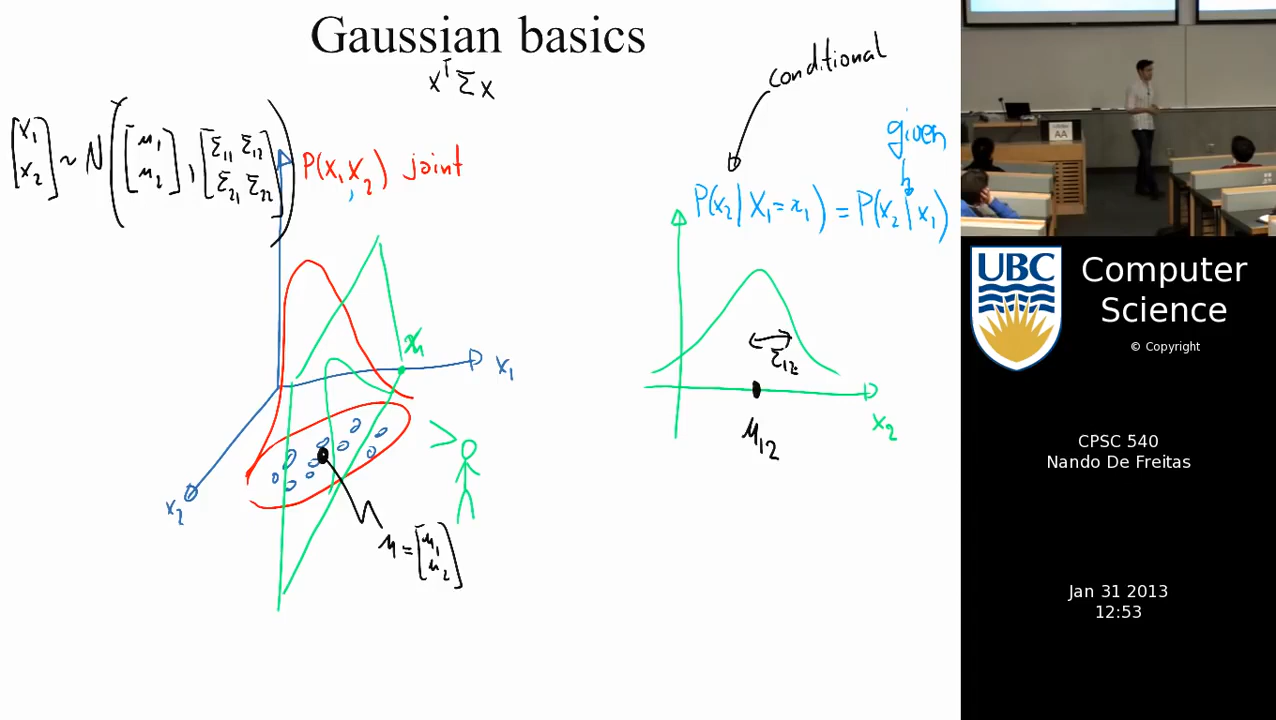 Gaussian basics
xᵀ Σ x
[x₁ x₂] ~ N([μ₁ μ₂], [Σ₁₁ Σ₁₂ Σ₂₁ Σ₂₂])
P(x₁, x₂) joint
conditional
given
P(x₂ | X₁ = x₁) = P(x₂ | x₁)
x₁
x₁
x₂
μ = [μ₁ μ₂]
Σ₁₂
μ₁₂
x₂
AA
UBC
Computer
Science
© Copyright
CPSC 540
Nando De Freitas
Jan 31 2013
12:53